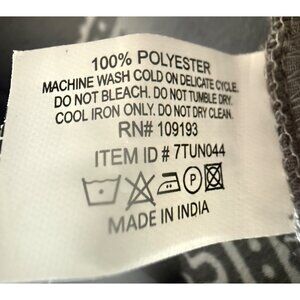 100% POLYESTER
MACHINE WASH COLD ON DELICATE CYCLE.
DO NOT BLEACH. DO NOT TUMBLE DRY.
COOL IRON ONLY. DO NOT DRY CLEAN.
RN# 109193
ITEM ID # 7TUN044
P
MADE IN INDIA